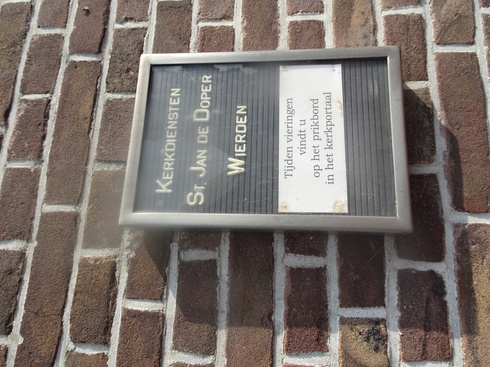 Kerkdiensten
St. Jan de Doper
Wierden
Tijden vieringen
vindt u
op het prikbord
in het kerkportaal